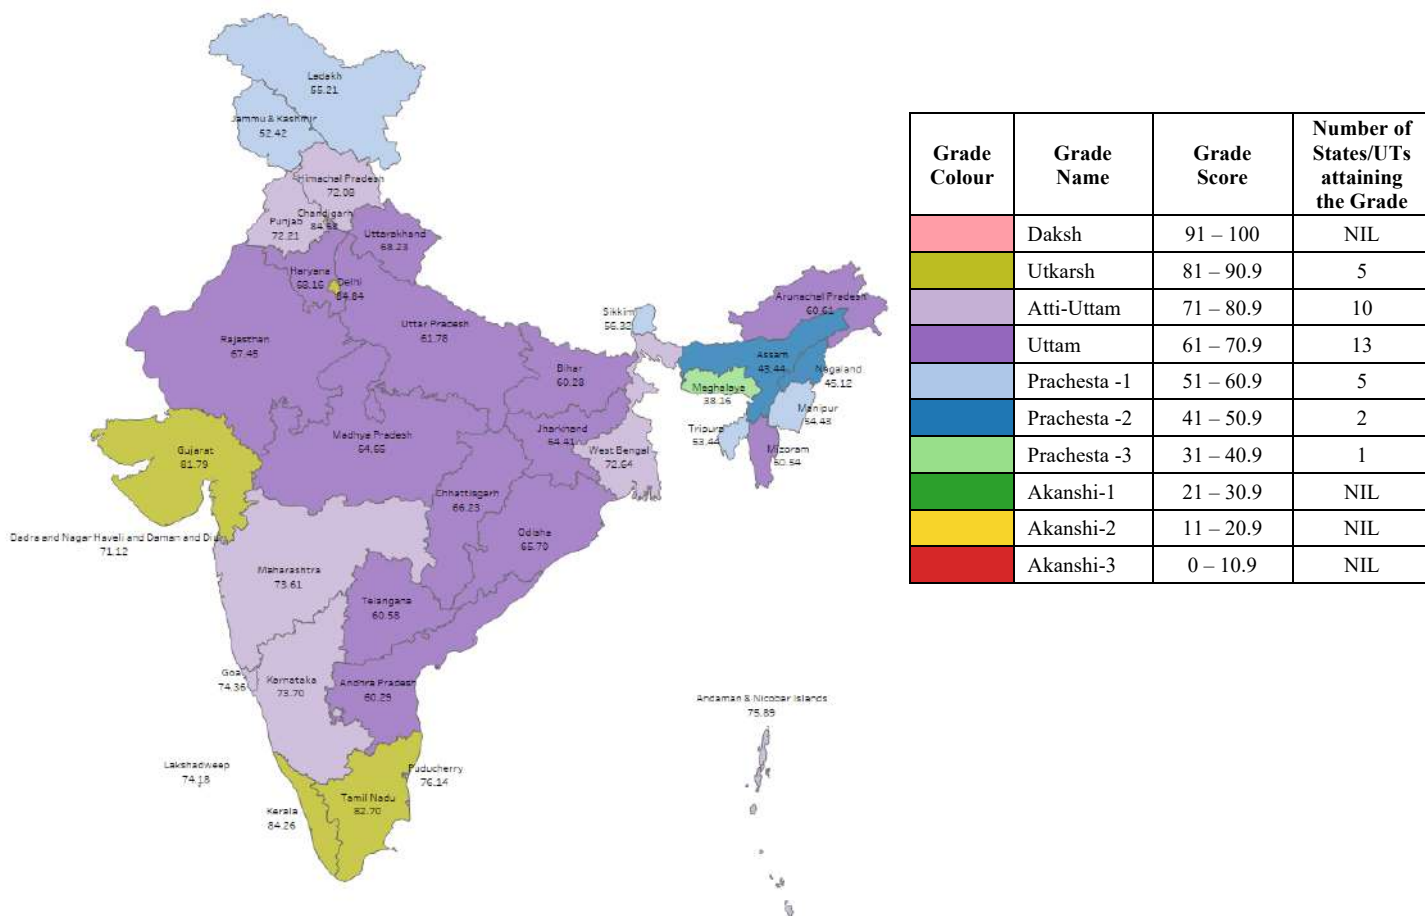 Ladakh
55.21
Jammu & Kashmir
52.42
Himachal Pradesh
72.08
Chandigarh
Punjab
72.21
Uttarakhand
68.23
Haryana
68.16
Delhi
84.84
Arunachal Pradesh
60.61
Sikkim
56.32
Uttar Pradesh
61.78
Rajasthan
67.45
Assam
43.44
Nagaland
45.12
Bihar
60.28
Meghalaya
38.16
Manipur
54.43
Jharkhand
64.41
Tripura
53.44
Madhya Pradesh
Gujarat
81.79
West Bengal
72.64
Mizoram
60.54
Chhattisgarh
66.23
Odisha
65.70
Dadra and Nagar Haveli and Daman and Diu
71.12
Maharashtra
73.61
Telangana
60.58
Goa
74.36
Karnataka
73.70
Andhra Pradesh
60.29
Andaman & Nicobar Islands
75.89
Lakshadweep
74.18
Puducherry
76.14
Tamil Nadu
82.70
Kerala
84.26
Grade Colour Grade Name Grade Score Number of States/UTs attaining the Grade
Daksh 91 – 100 NIL
Utkarsh 81 – 90.9 5
Atti-Uttam 71 – 80.9 10
Uttam 61 – 70.9 13
Prachesta -1 51 – 60.9 5
Prachesta -2 41 – 50.9 2
Prachesta -3 31 – 40.9 1
Akanshi-1 21 – 30.9 NIL
Akanshi-2 11 – 20.9 NIL
Akanshi-3 0 – 10.9 NIL